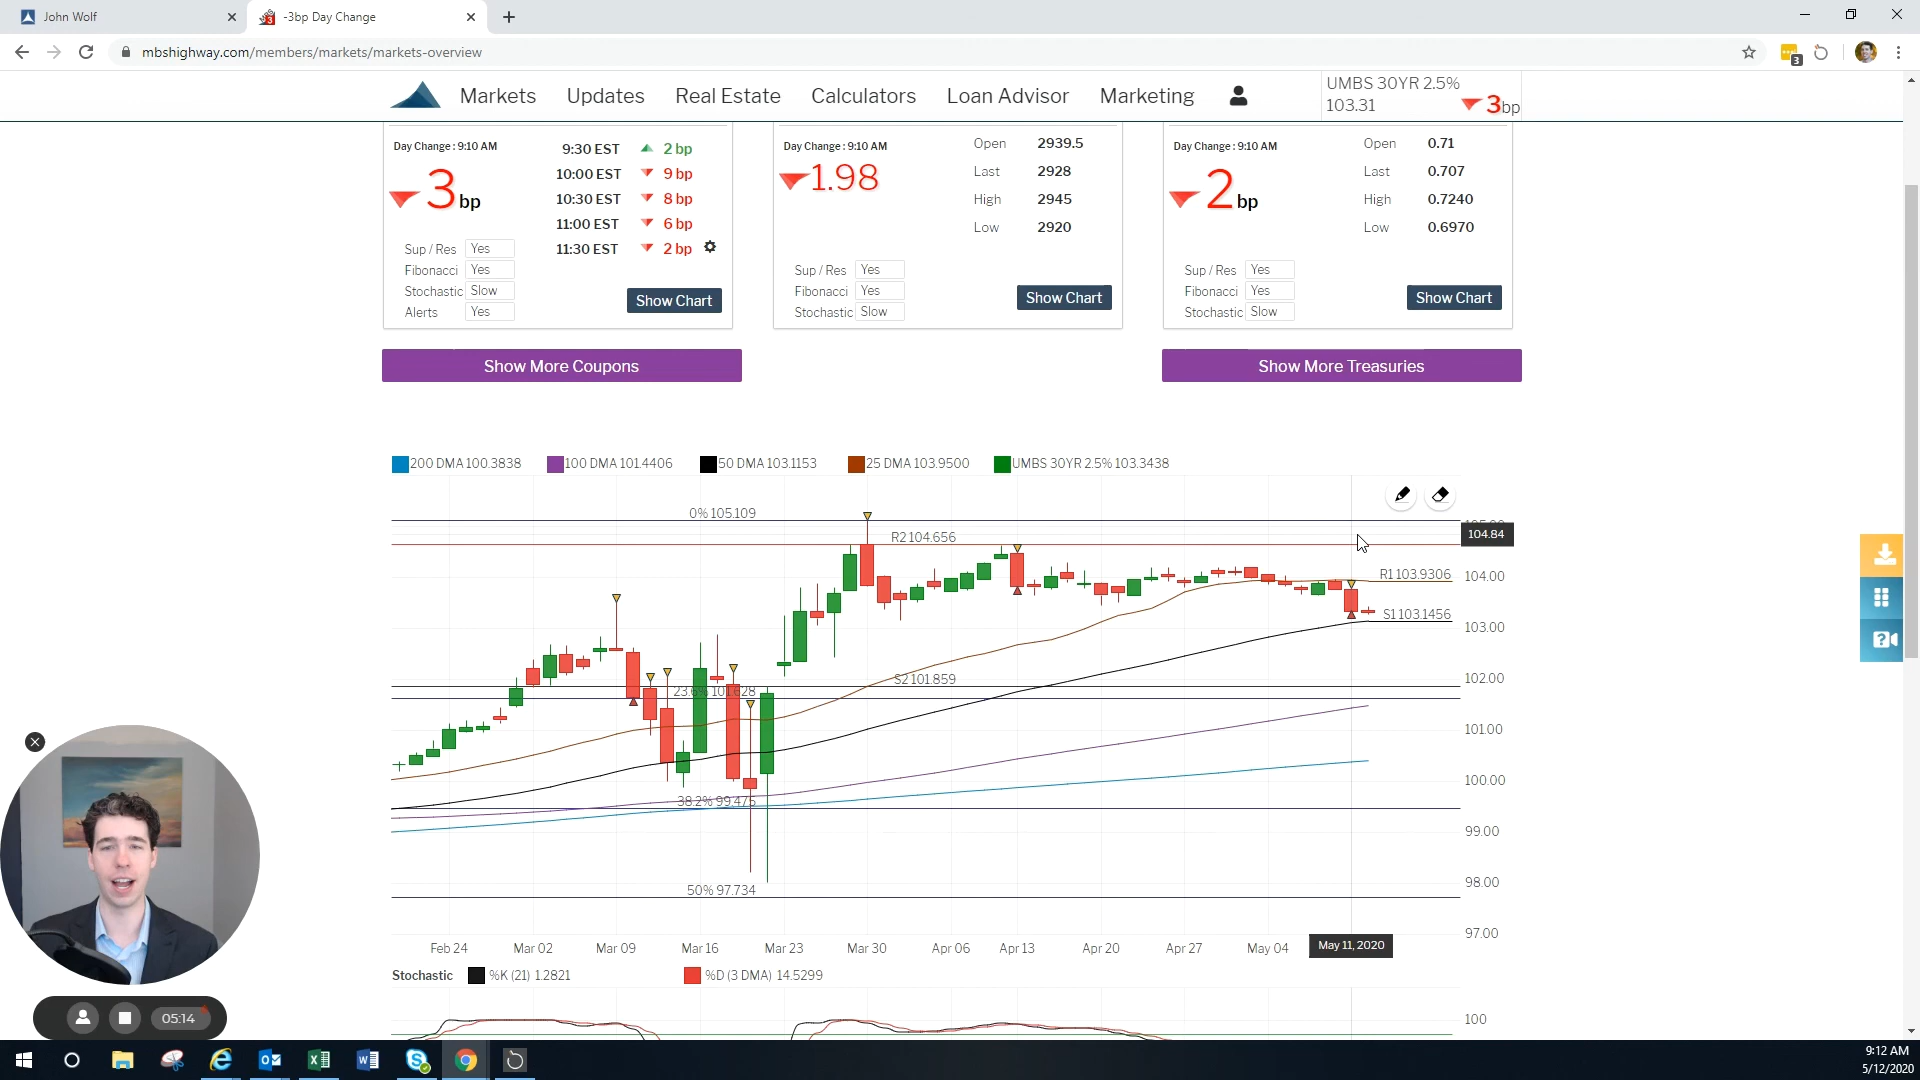 John Wolf
-3bp Day Change
mbshighway.com/members/markets/markets-overview
3
Markets Updates Real Estate Calculators Loan Advisor Marketing
UMBS 30YR 2.5%
103.31
3bp
Day Change : 9:10 AM
3 bp
9:30 EST 2 bp
10:00 EST 9 bp
10:30 EST 8 bp
11:00 EST 6 bp
11:30 EST 2 bp
Sup / Res Yes
Fibonacci Yes
Stochastic Slow
Alerts Yes
Show Chart
Day Change : 9:10 AM
1.98
Open 2939.5
Last 2928
High 2945
Low 2920
Sup / Res Yes
Fibonacci Yes
Stochastic Slow
Show Chart
Day Change : 9:10 AM
2 bp
Open 0.71
Last 0.707
High 0.7240
Low 0.6970
Sup / Res Yes
Fibonacci Yes
Stochastic Slow
Show Chart
Show More Coupons
Show More Treasuries
200 DMA 100.3838 100 DMA 101.4406 50 DMA 103.1153 25 DMA 103.9500 UMBS 30YR 2.5% 103.3438
0% 105.109
R2 104.656
104.84
R1 103.9306
104.00
S1 103.1456
103.00
S2 101.859
102.00
23.6% 101.628
101.00
100.00
38.2% 99.475
99.00
50% 97.734
98.00
97.00
Feb 24 Mar 02 Mar 09 Mar 16 Mar 23 Mar 30 Apr 06 Apr 13 Apr 20 Apr 27 May 04 May 11, 2020
Stochastic %K (21) 1.2821 %D (3 DMA) 14.5299
100
05:14
9:12 AM
5/12/2020